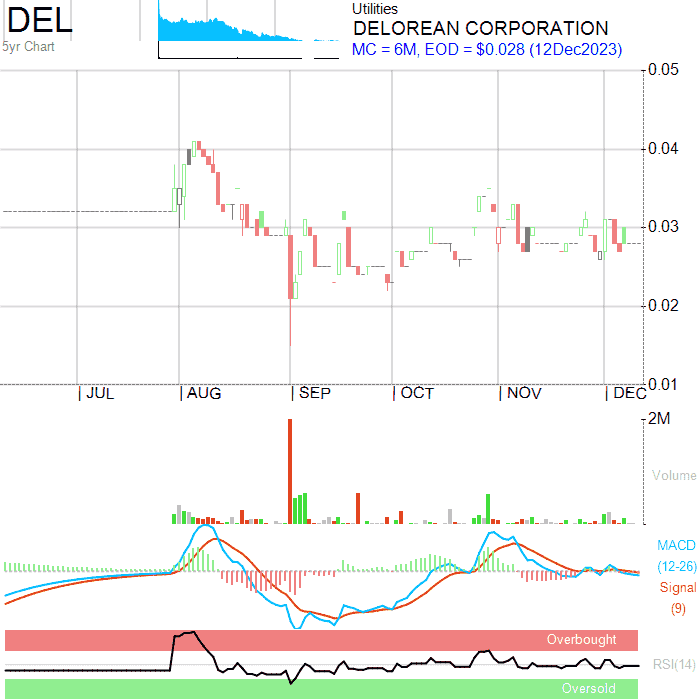 DEL
5yr Chart
Utilities
DELOREAN CORPORATION
MC = 6M, EOD = $0.028 (12Dec2023)
0.05
0.04
0.03
0.02
0.01
| JUL | AUG | SEP | OCT | NOV | DEC
2M
Volume
MACD
(12-26)
Signal
(9)
Overbought
RSI(14)
Oversold